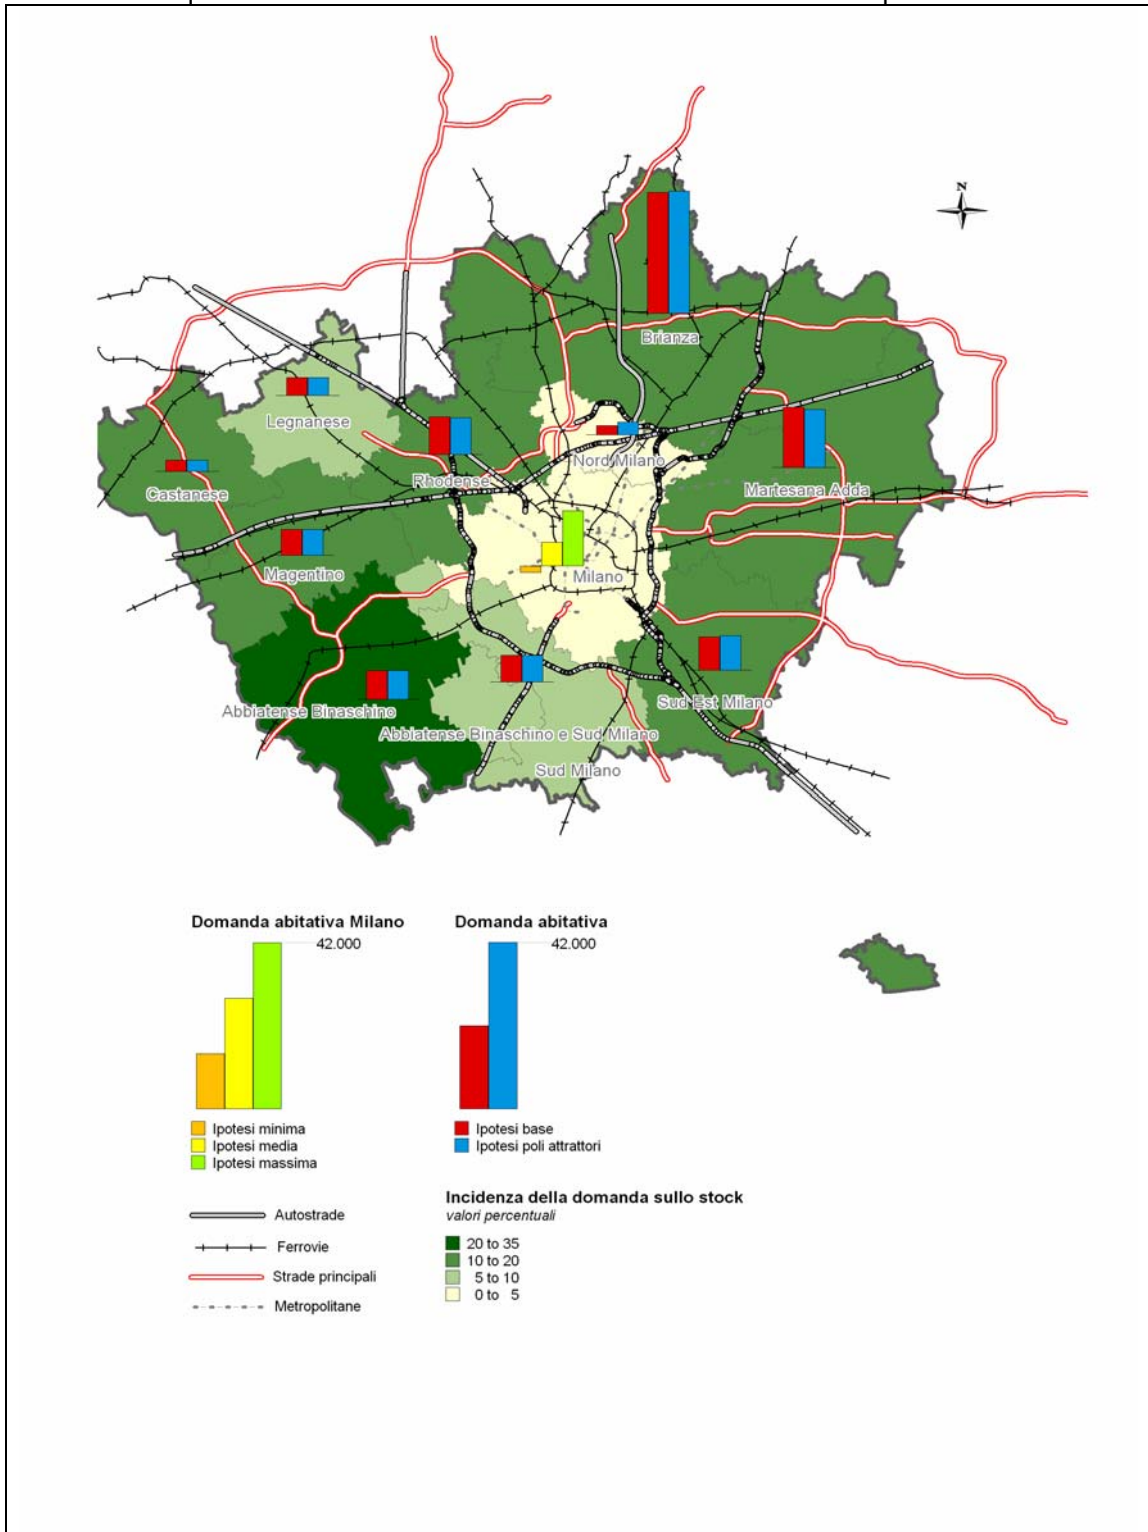 N
Brianza
Legnanese
Nord Milano
Rhodense
Castanese
Martesana Adda
Magentino
Milano
Abbiatense Binaschino
Sud Est Milano
Abbiatense Binaschino e Sud Milano
Sud Milano
Domanda abitativa Milano
42.000
Ipotesi minima
Ipotesi media
Ipotesi massima
Domanda abitativa
42.000
Ipotesi base
Ipotesi poli attrattori
Autostrade
Ferrovie
Strade principali
Metropolitane
Incidenza della domanda sullo stock
valori percentuali
20 to 35
10 to 20
5 to 10
0 to 5